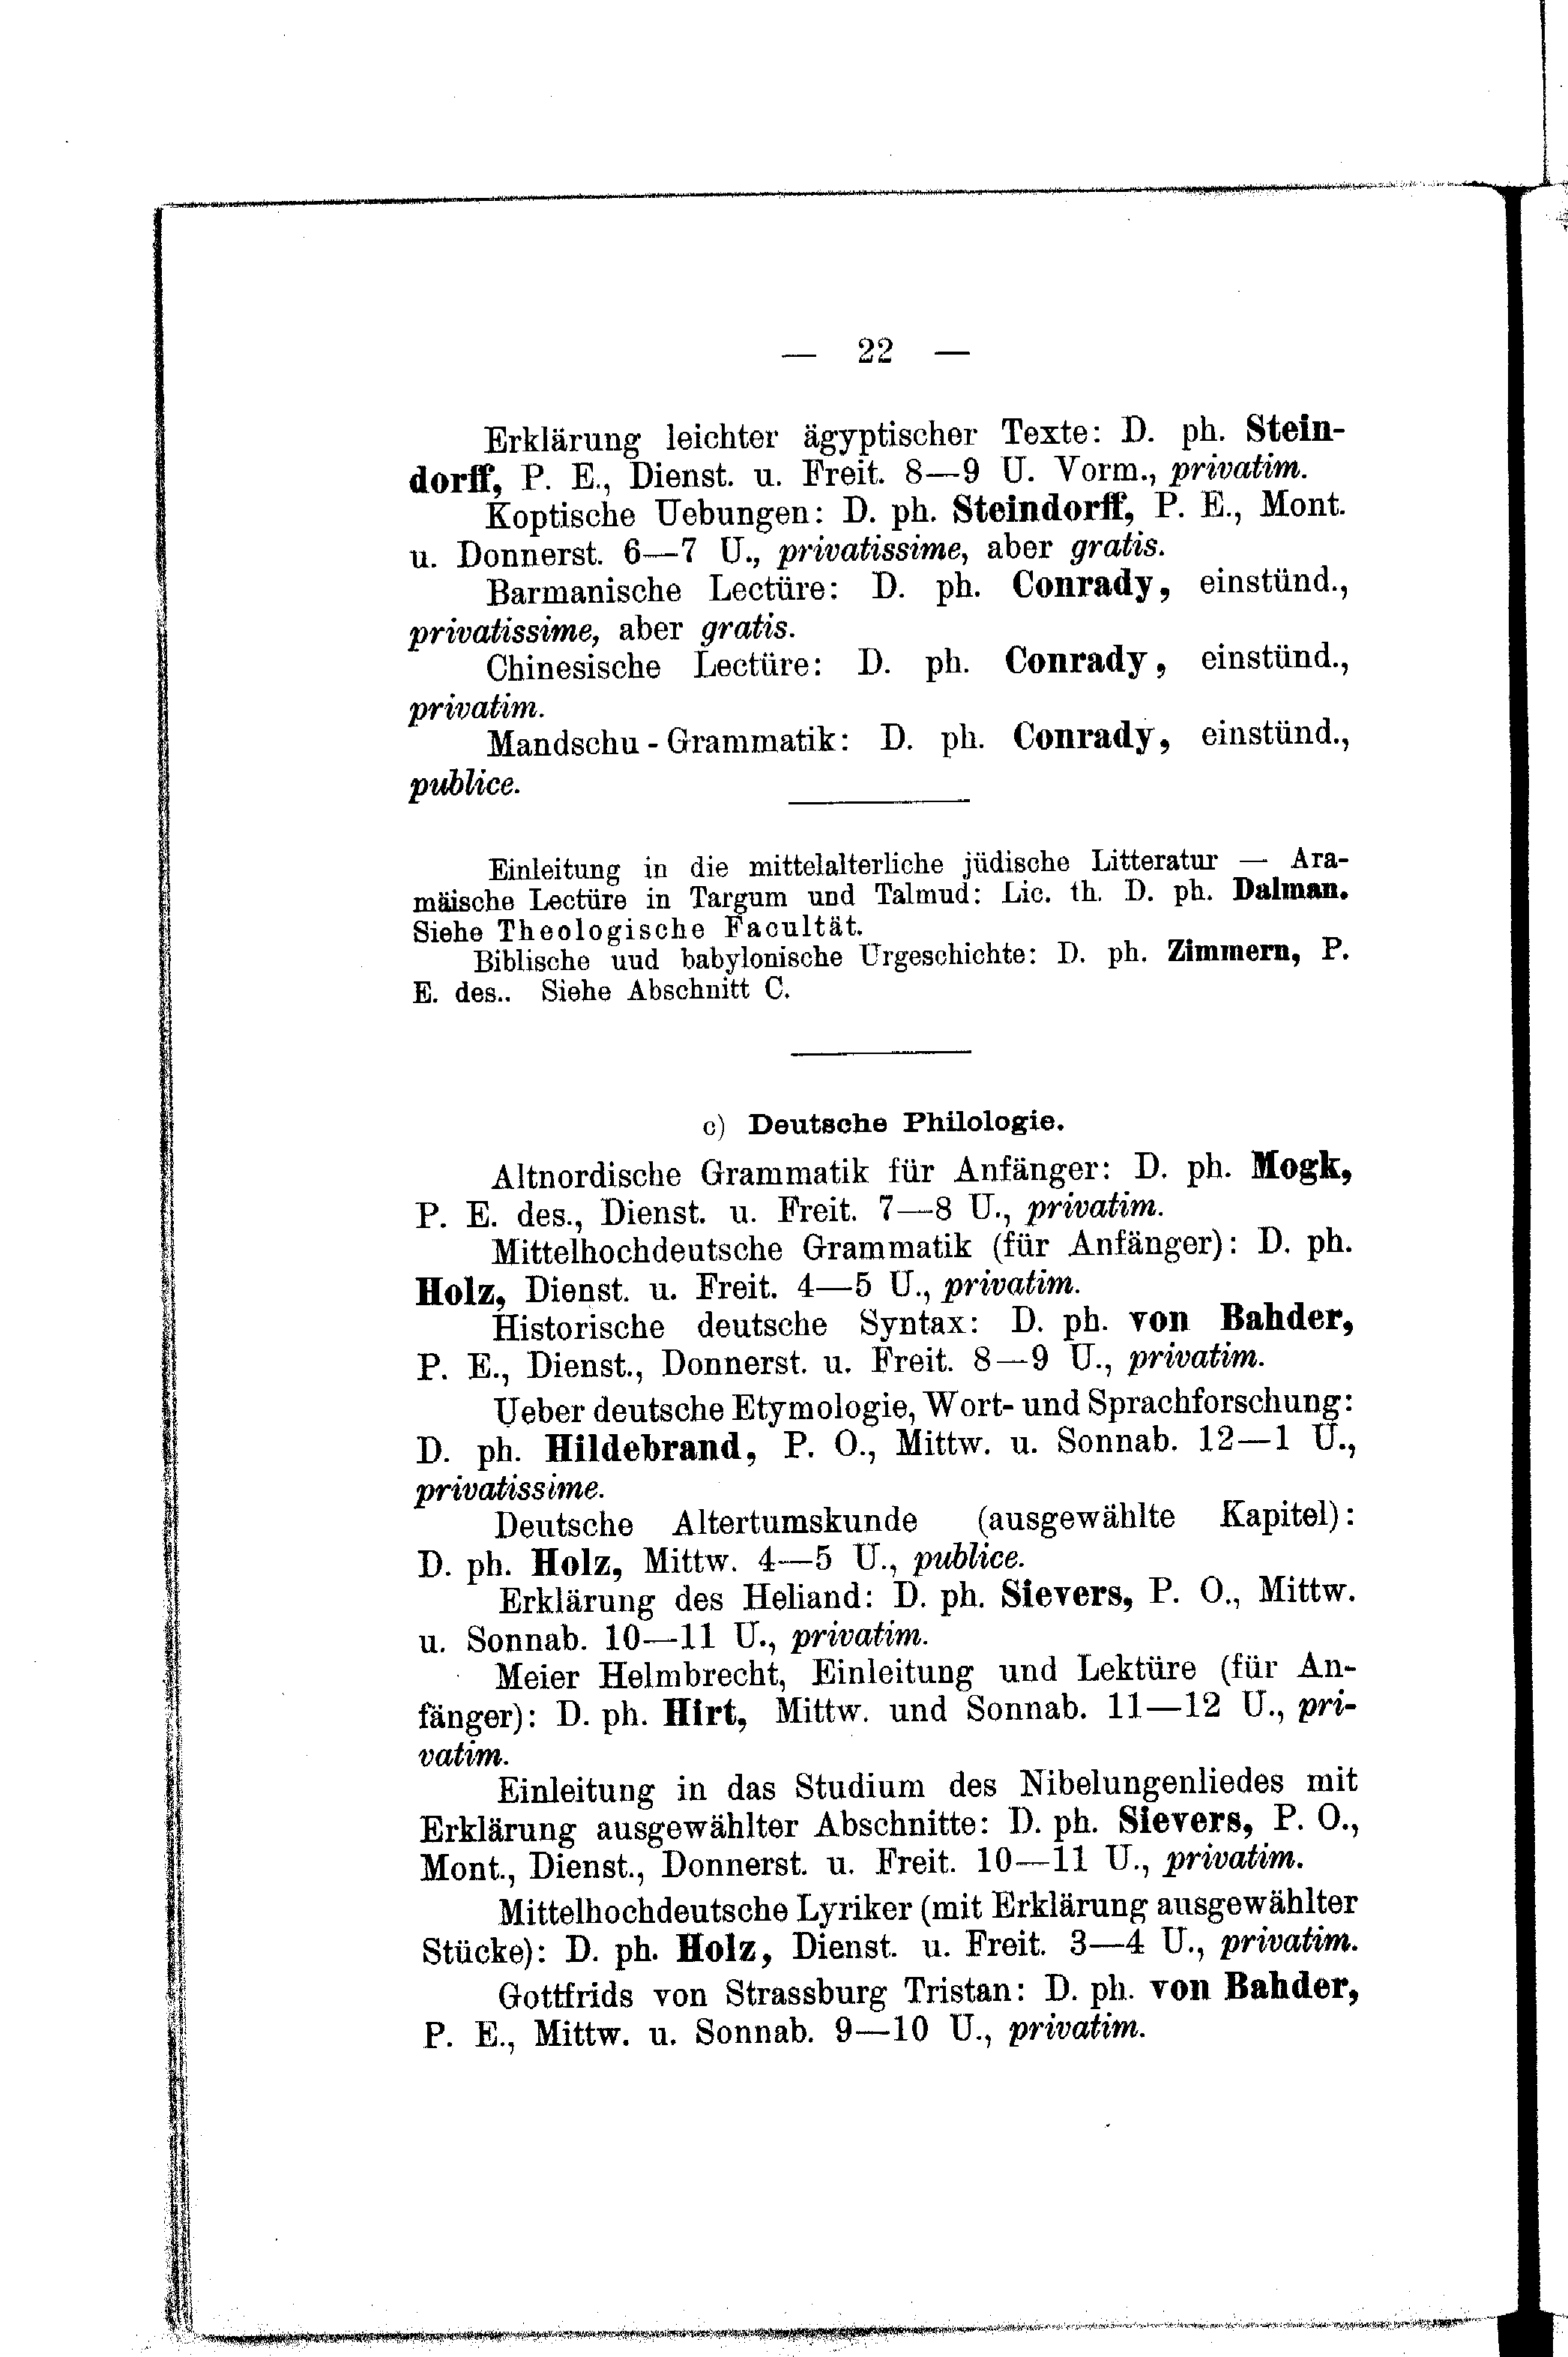 — 22 —
Erklärung leichter ägyptischer Texte: D. ph. Stein-
dorff, P. E., Dienst. u. Freit. 8—9 U. Vorm., privatim.
Koptische Uebungen: D. ph. Steindorff, P. E., Mont.
u. Donnerst. 6—7 U., privatissime, aber gratis.
Barmanische Lectüre: D. ph. Conrady, einstünd.,
privatissime, aber gratis.
Chinesische Lectüre: D. ph. Conrady, einstünd.,
privatim.
Mandschu-Grammatik: D. ph. Conrady, einstünd.,
publice.
Einleitung in die mittelalterliche jüdische Litteratur — Ara-
mäische Lectüre in Targum und Talmud: Lic. th. D. ph. Dalman.
Siehe Theologische Facultät.
Biblische uud babylonische Urgeschichte: D. ph. Zimmern, P.
E. des.. Siehe Abschnitt C.
c) Deutsche Philologie.
Altnordische Grammatik für Anfänger: D. ph. Mogk,
P. E. des., Dienst. u. Freit. 7—8 U., privatim.
Mittelhochdeutsche Grammatik (für Anfänger): D. ph.
Holz, Dienst. u. Freit. 4—5 U., privatim.
Historische deutsche Syntax: D. ph. von Bahder,
P. E., Dienst., Donnerst. u. Freit. 8—9 U., privatim.
Ueber deutsche Etymologie, Wort- und Sprachforschung:
D. ph. Hildebrand, P. O., Mittw. u. Sonnab. 12—1 U.,
privatissime.
Deutsche Altertumskunde (ausgewählte Kapitel):
D. ph. Holz, Mittw. 4—5 U., publice.
Erklärung des Heliand: D. ph. Sievers, P. O., Mittw.
u. Sonnab. 10—11 U., privatim.
Meier Helmbrecht, Einleitung und Lektüre (für An-
fänger): D. ph. Hirt, Mittw. und Sonnab. 11—12 U., pri-
vatim.
Einleitung in das Studium des Nibelungenliedes mit
Erklärung ausgewählter Abschnitte: D. ph. Sievers, P. O.,
Mont., Dienst., Donnerst. u. Freit. 10—11 U., privatim.
Mittelhochdeutsche Lyriker (mit Erklärung ausgewählter
Stücke): D. ph. Holz, Dienst. u. Freit. 3—4 U., privatim.
Gottfrids von Strassburg Tristan: D. ph. von Bahder,
P. E., Mittw. u. Sonnab. 9—10 U., privatim.